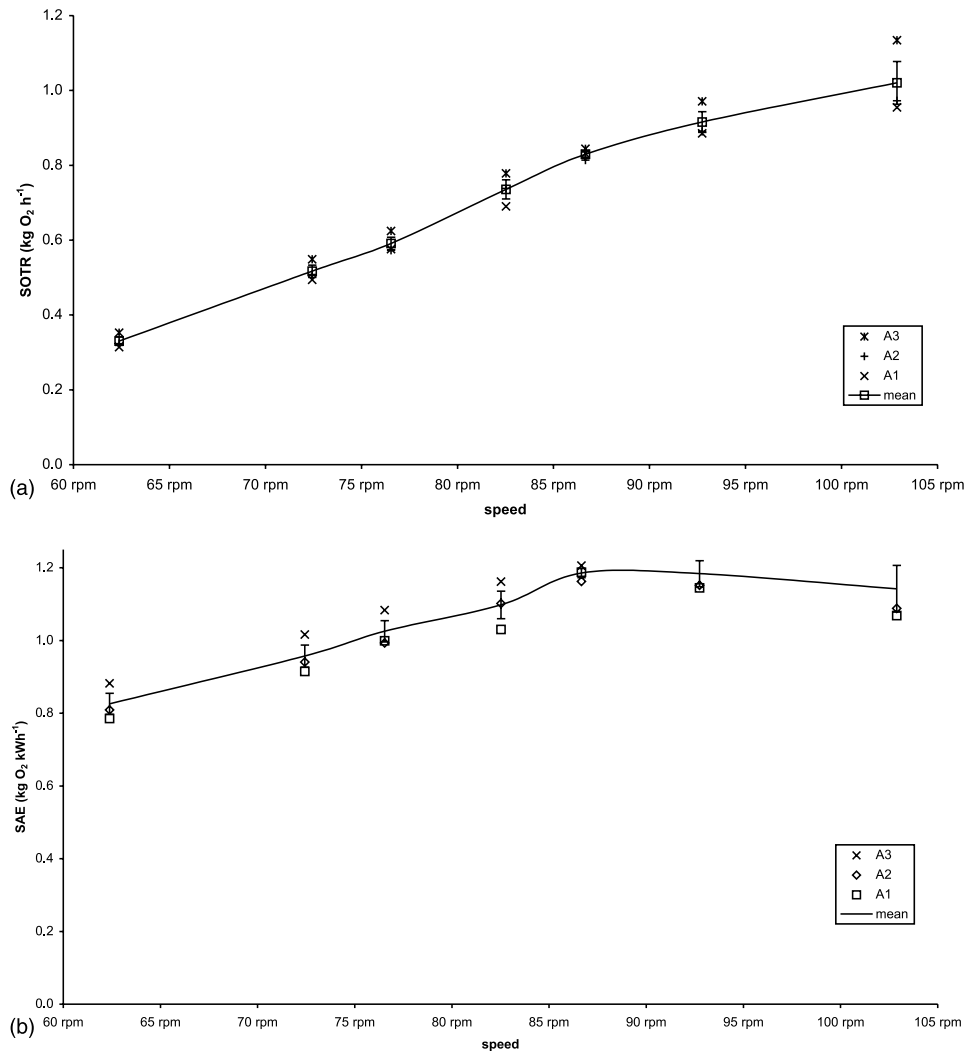 1.2
1.0
0.8
0.6
0.4
0.2
0.0
SOTR (kg O₂ h⁻¹)
A3
A2
A1
mean
60 rpm 65 rpm 70 rpm 75 rpm 80 rpm 85 rpm 90 rpm 95 rpm 100 rpm 105 rpm
(a)
speed
1.2
1.0
0.8
0.6
0.4
0.2
0.0
SAE (kg O₂ kWh⁻¹)
A3
A2
A1
mean
60 rpm 65 rpm 70 rpm 75 rpm 80 rpm 85 rpm 90 rpm 95 rpm 100 rpm 105 rpm
(b)
speed